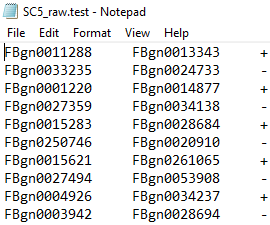 SC5_raw.test - Notepad
File Edit Format View Help
FBgn0011288 FBgn0013343 +
FBgn0033235 FBgn0024733 -
FBgn0001220 FBgn0014877 +
FBgn0027359 FBgn0034138 -
FBgn0015283 FBgn0028684 +
FBgn0250746 FBgn0020910 -
FBgn0015621 FBgn0261065 +
FBgn0027494 FBgn0053908 -
FBgn0004926 FBgn0034237 +
FBgn0003942 FBgn0028694 -